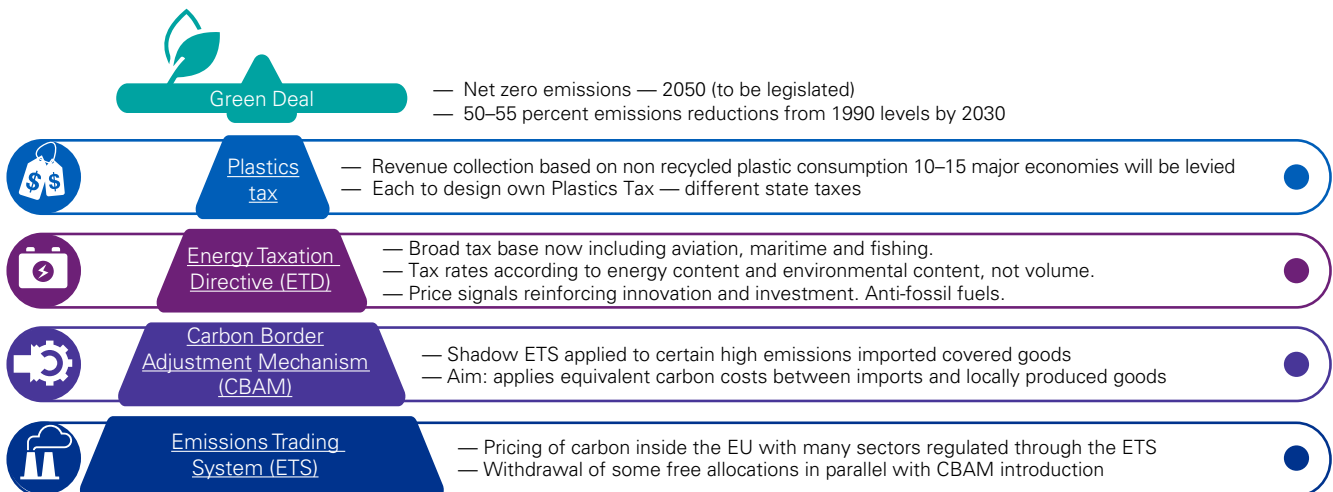 Green Deal
— Net zero emissions — 2050 (to be legislated)
— 50–55 percent emissions reductions from 1990 levels by 2030
$ $
Plastics
tax
— Revenue collection based on non recycled plastic consumption 10–15 major economies will be levied
— Each to design own Plastics Tax — different state taxes
Energy Taxation
Directive (ETD)
— Broad tax base now including aviation, maritime and fishing.
— Tax rates according to energy content and environmental content, not volume.
— Price signals reinforcing innovation and investment. Anti-fossil fuels.
Carbon Border
Adjustment Mechanism
(CBAM)
— Shadow ETS applied to certain high emissions imported covered goods
— Aim: applies equivalent carbon costs between imports and locally produced goods
Emissions Trading
System (ETS)
— Pricing of carbon inside the EU with many sectors regulated through the ETS
— Withdrawal of some free allocations in parallel with CBAM introduction